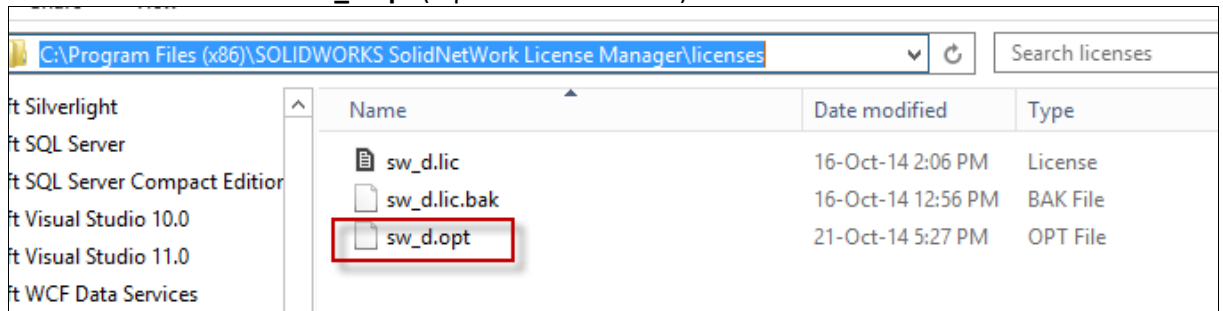 C:\Program Files (x86)\SOLIDWORKS SolidNetWork License Manager\licenses
Search licenses
ft Silverlight
ft SQL Server
ft SQL Server Compact Edition
ft Visual Studio 10.0
ft Visual Studio 11.0
ft WCF Data Services
Name Date modified Type
sw_d.lic 16-Oct-14 2:06 PM License
sw_d.lic.bak 16-Oct-14 12:56 PM BAK File
sw_d.opt 21-Oct-14 5:27 PM OPT File